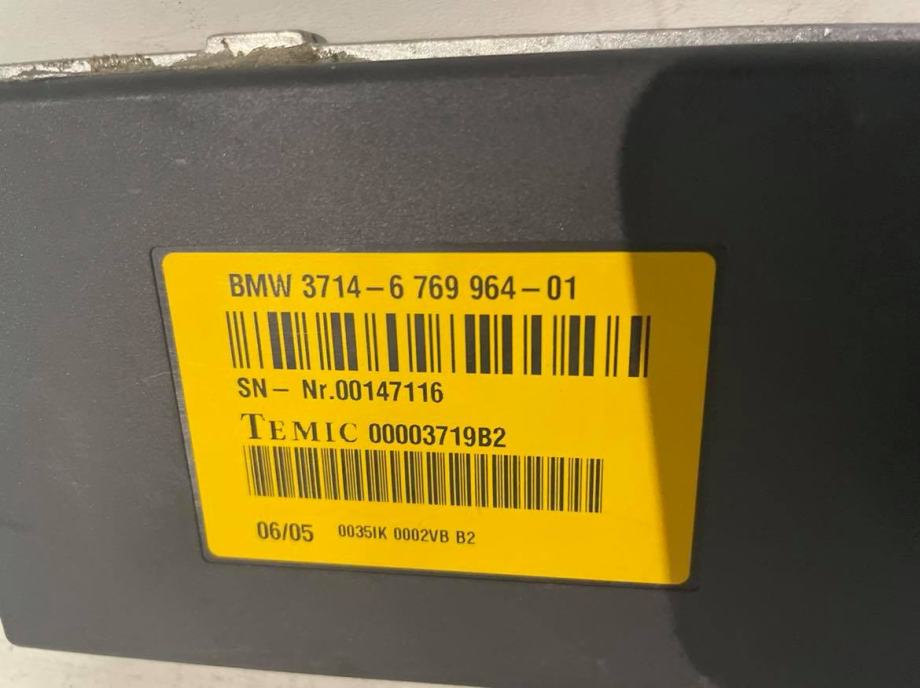 BMW 3714-6 769 964-01
SN- Nr.00147116
TEMIC 00003719B2
06/05 0035IK 0002VB B2